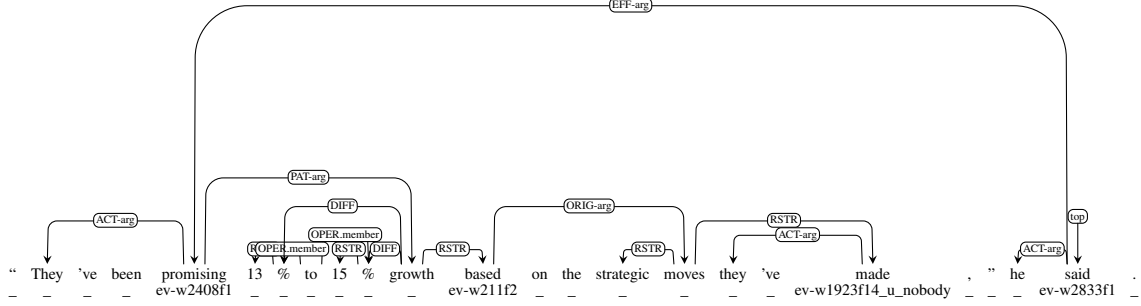 EFF-arg
PAT-arg
DIFF ORIG-arg
ACT-arg RSTR top
OPER.member ACT-arg
OPER.member RSTR DIFF RSTR RSTR ACT-arg
“ They ’ve been promising 13 % to 15 % growth based on the strategic moves they ’ve made , ” he said .
_ _ _ _ ev-w2408f1 _ _ _ _ _ _ ev-w211f2 _ _ _ _ _ _ ev-w1923f14_u_nobody _ _ _ ev-w2833f1 _